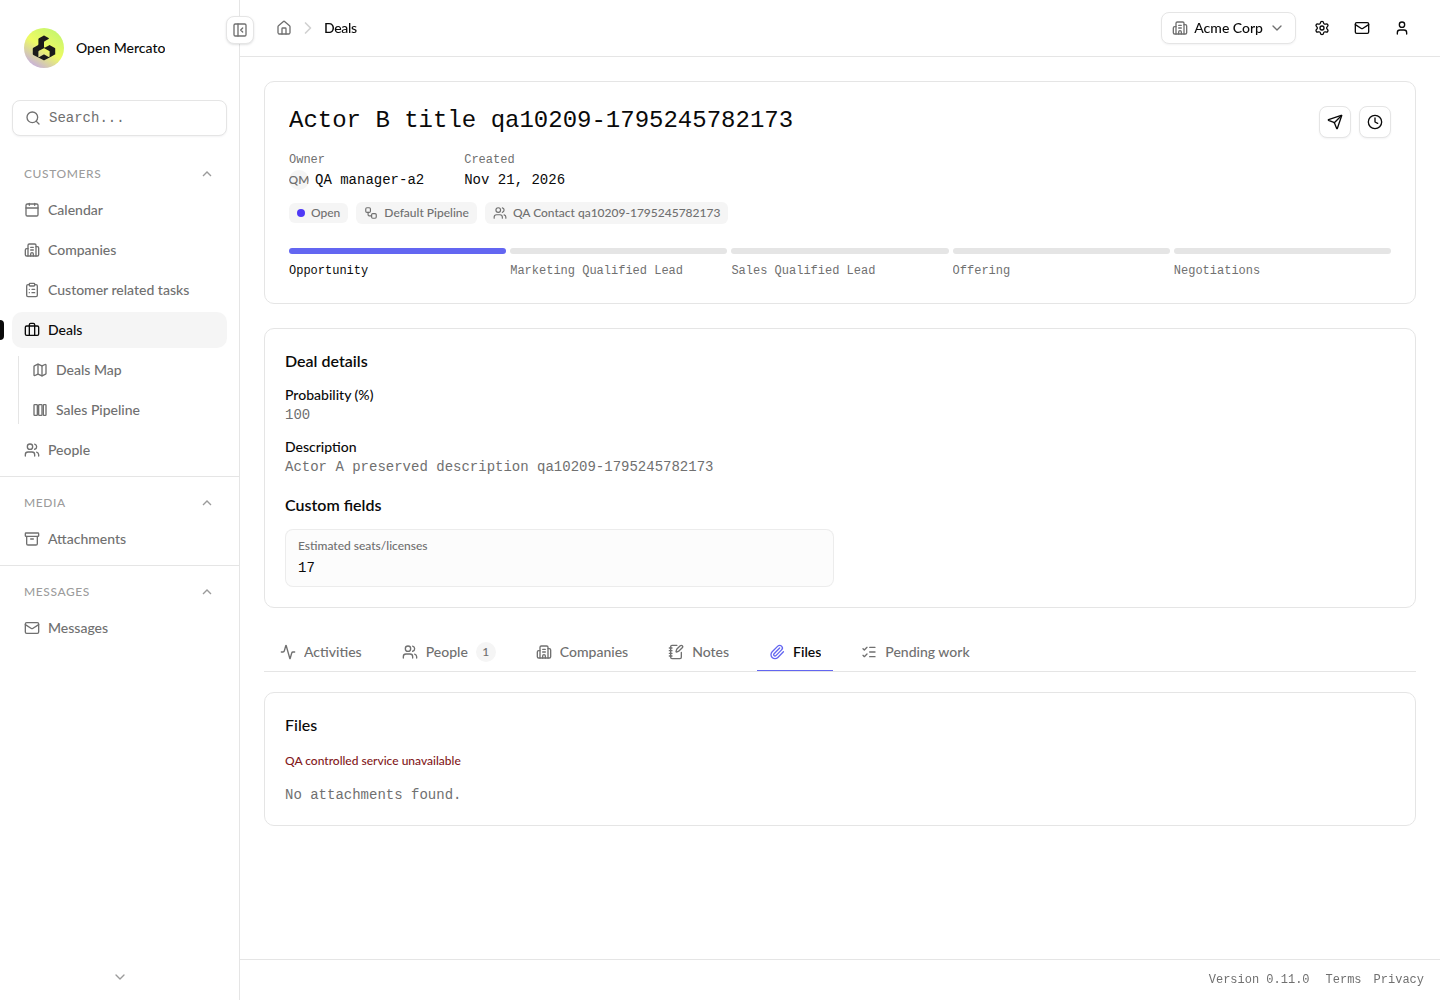 Open Mercato
Deals
Acme Corp
Search...
CUSTOMERS
Calendar
Companies
Customer related tasks
Deals
Deals Map
Sales Pipeline
People
MEDIA
Attachments
MESSAGES
Messages
Actor B title qa10209-1795245782173
Owner
Created
QM QA manager-a2
Nov 21, 2026
Open
Default Pipeline
QA Contact qa10209-1795245782173
Opportunity
Marketing Qualified Lead
Sales Qualified Lead
Offering
Negotiations
Deal details
Probability (%)
100
Description
Actor A preserved description qa10209-1795245782173
Custom fields
Estimated seats/licenses
17
Activities
People 1
Companies
Notes
Files
Pending work
Files
QA controlled service unavailable
No attachments found.
Version 0.11.0
Terms
Privacy